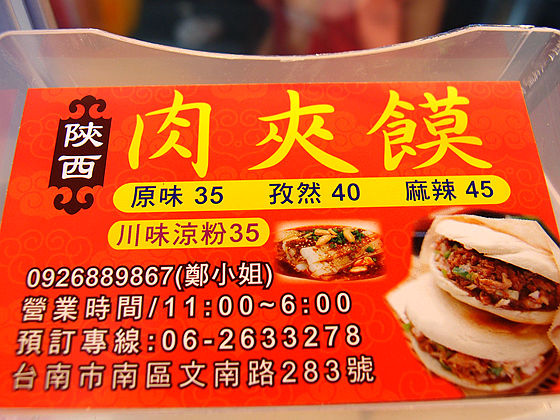 陝西
肉夾饃
原味 35 孜然 40 麻辣 45
川味涼粉35
0926889867(鄭小姐)
營業時間/11:00~6:00
預訂專線:06-2633278
台南市南區文南路283號